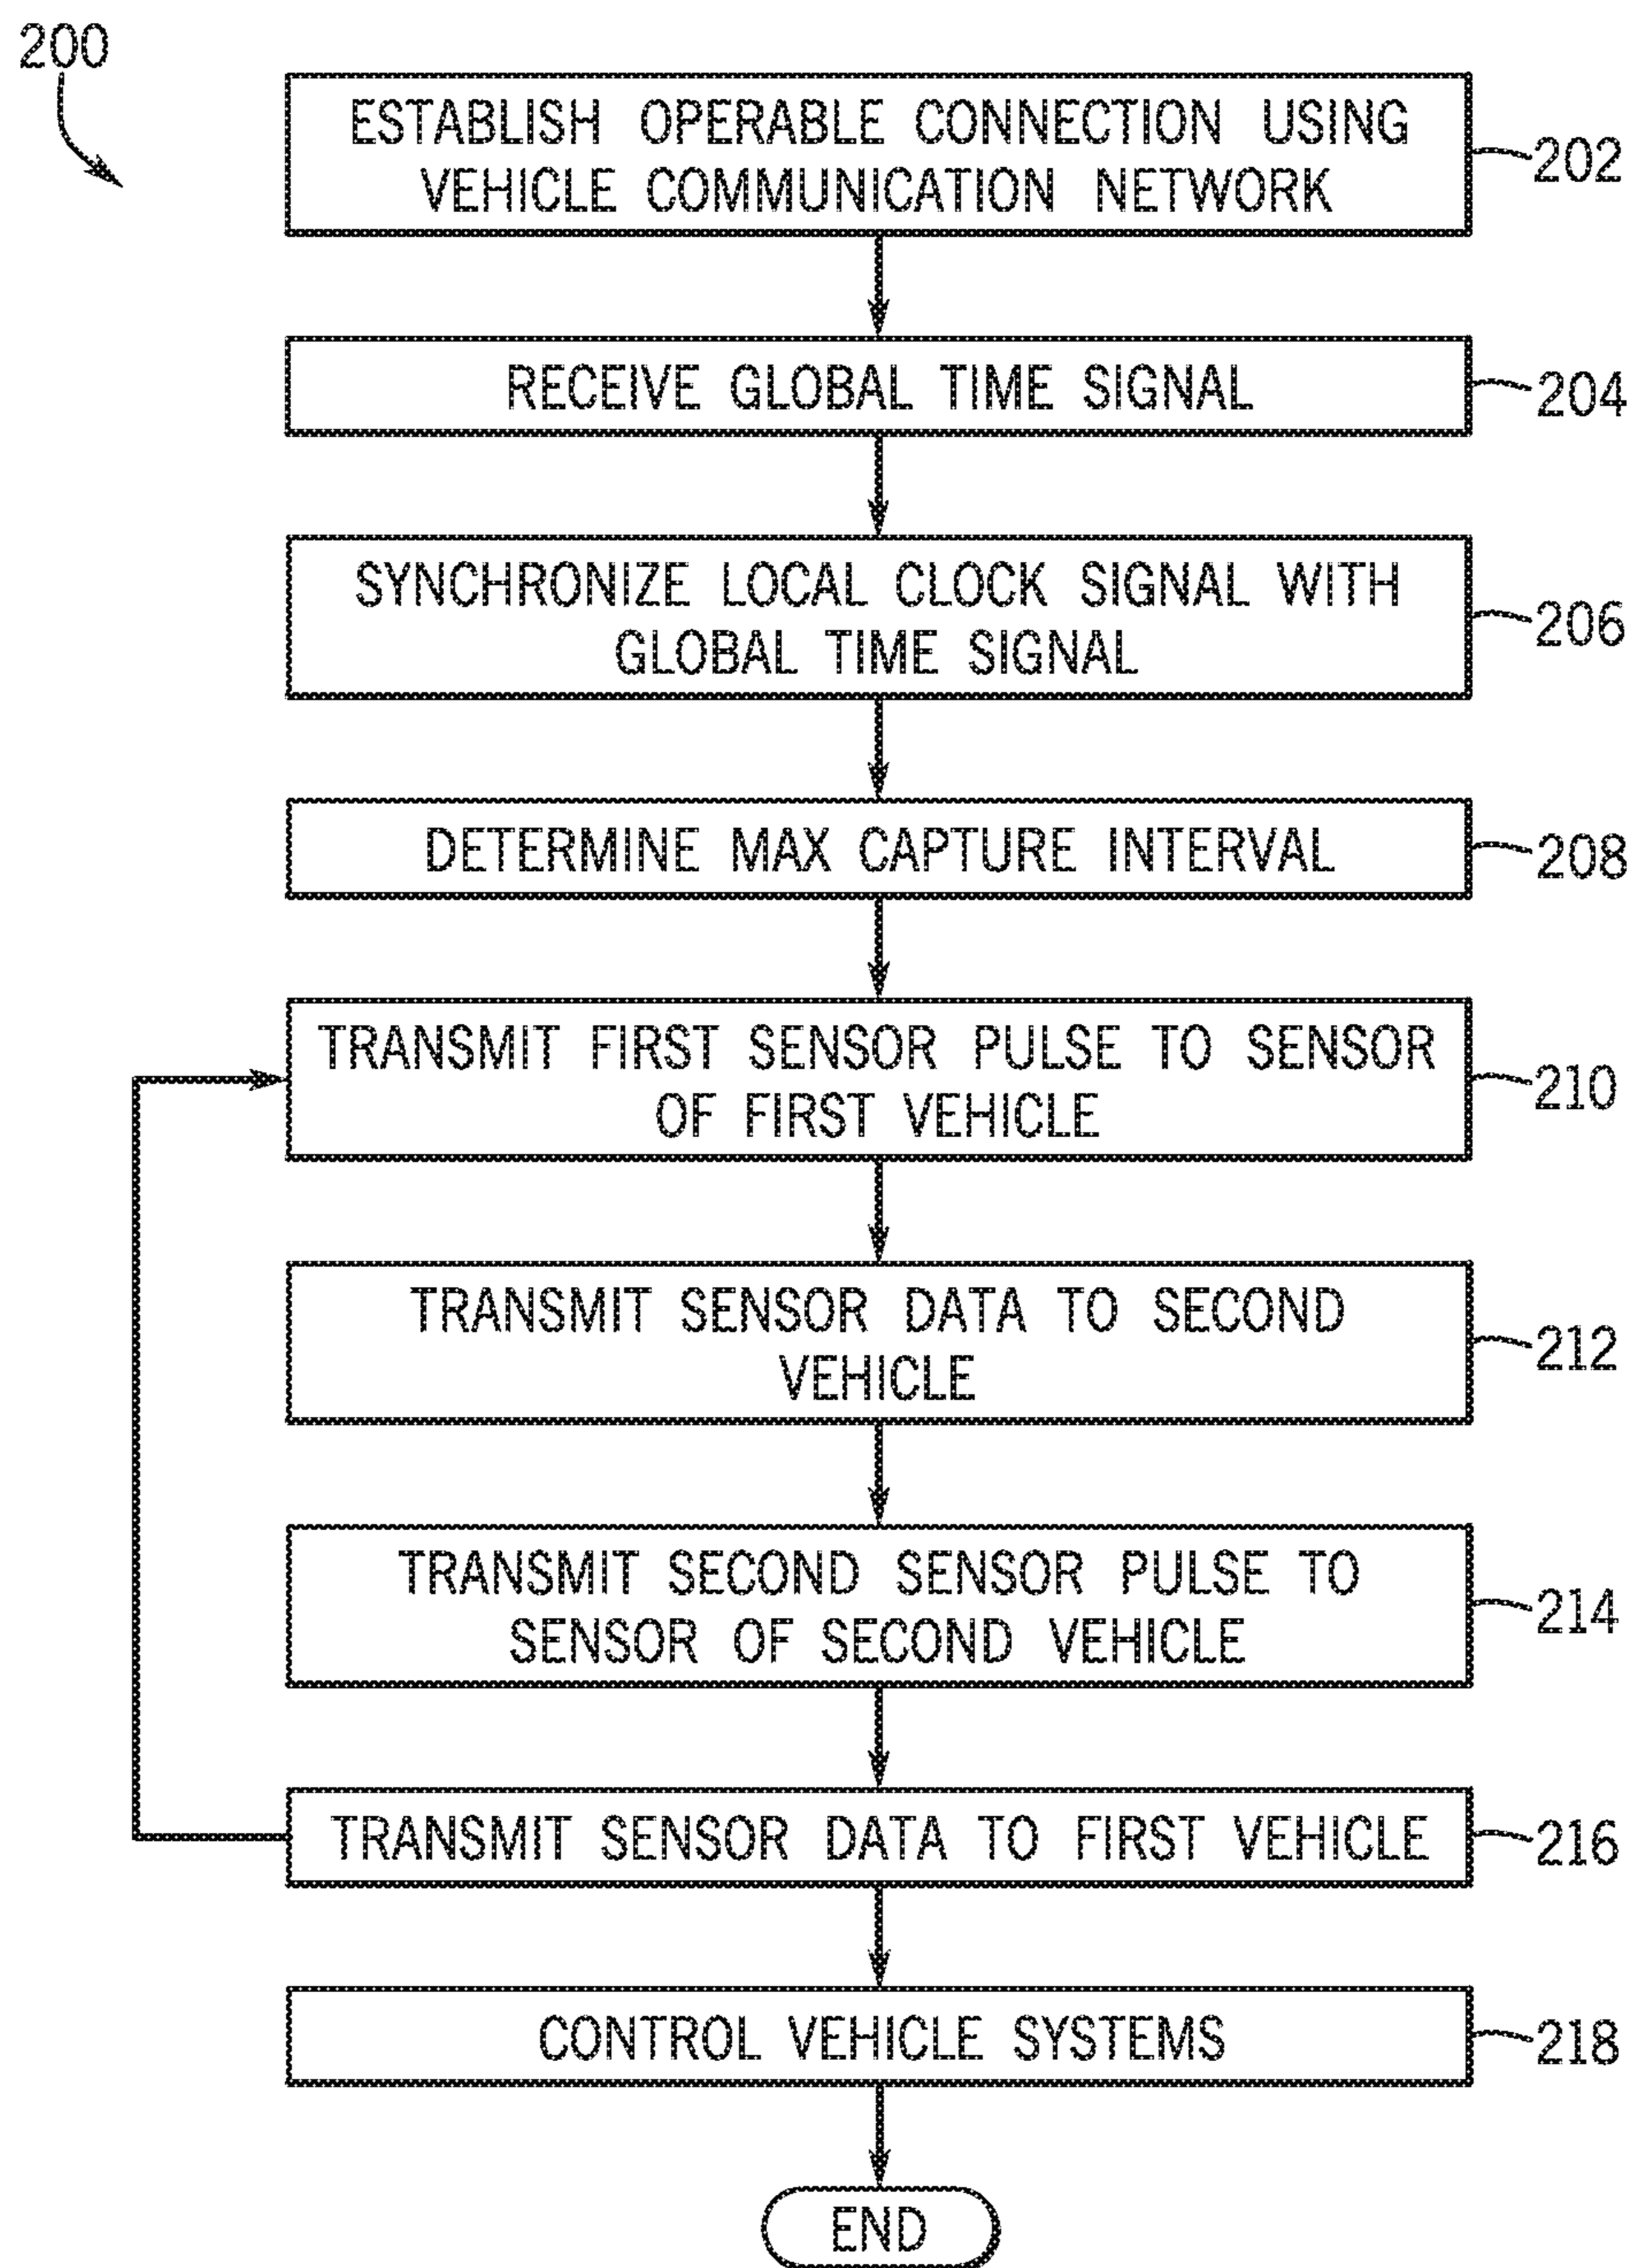 200
ESTABLISH OPERABLE CONNECTION USING
VEHICLE COMMUNICATION NETWORK
202
RECEIVE GLOBAL TIME SIGNAL
204
SYNCHRONIZE LOCAL CLOCK SIGNAL WITH
GLOBAL TIME SIGNAL
206
DETERMINE MAX CAPTURE INTERVAL
208
TRANSMIT FIRST SENSOR PULSE TO SENSOR
OF FIRST VEHICLE
210
TRANSMIT SENSOR DATA TO SECOND
VEHICLE
212
TRANSMIT SECOND SENSOR PULSE TO
SENSOR OF SECOND VEHICLE
214
TRANSMIT SENSOR DATA TO FIRST VEHICLE
216
CONTROL VEHICLE SYSTEMS
218
END